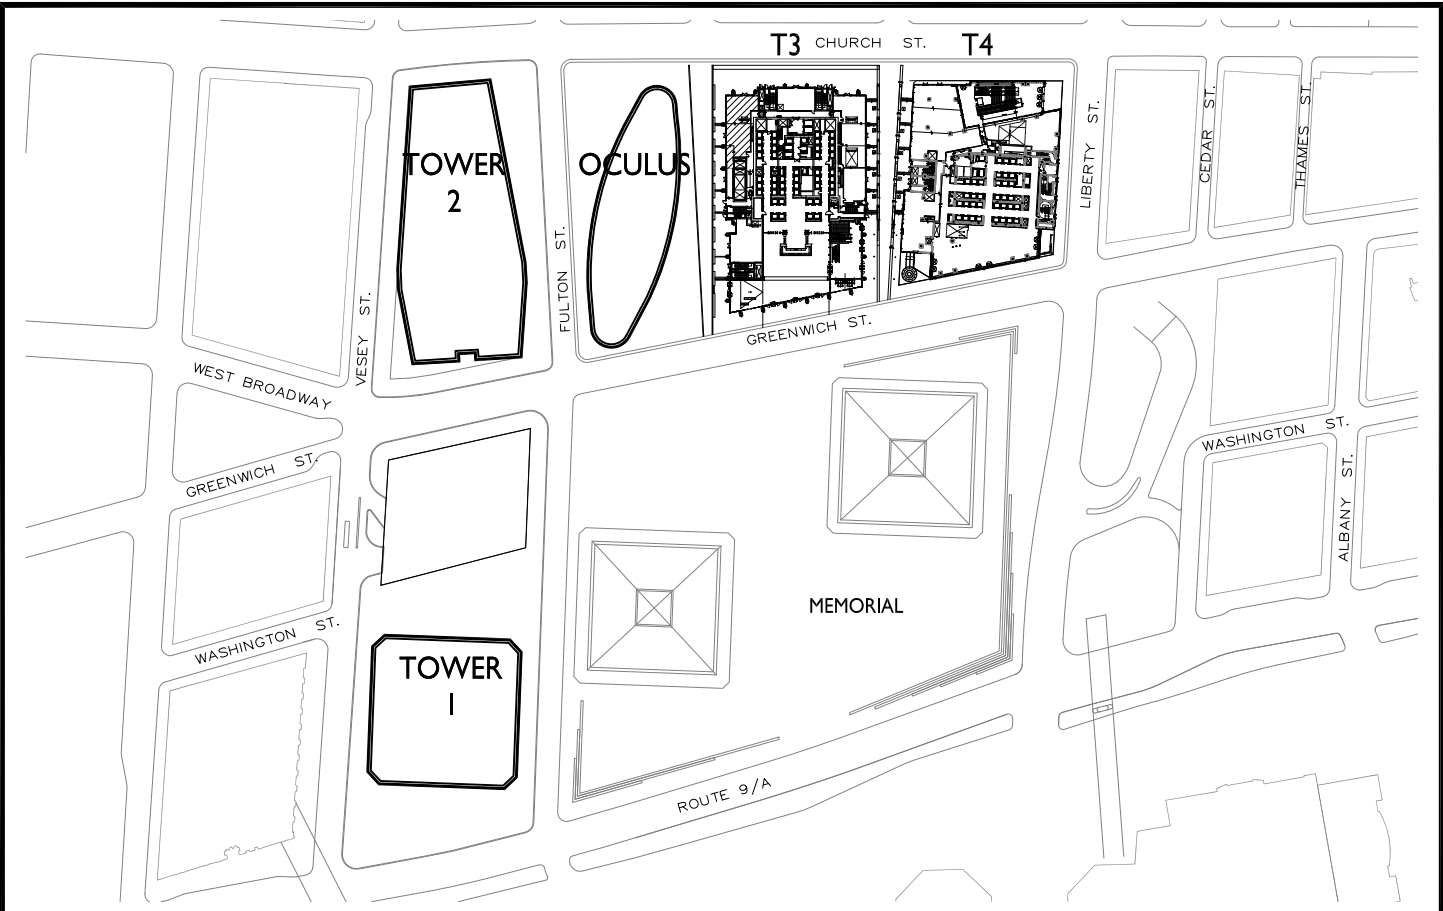 T3 CHURCH ST. T4
TOWER
2
OCULUS
FULTON ST.
VESEY ST.
LIBERTY ST.
CEDAR ST.
THAMES ST.
GREENWICH ST.
WEST BROADWAY
GREENWICH ST.
WASHINGTON ST.
ALBANY ST.
MEMORIAL
WASHINGTON ST.
TOWER
1
ROUTE 9/A